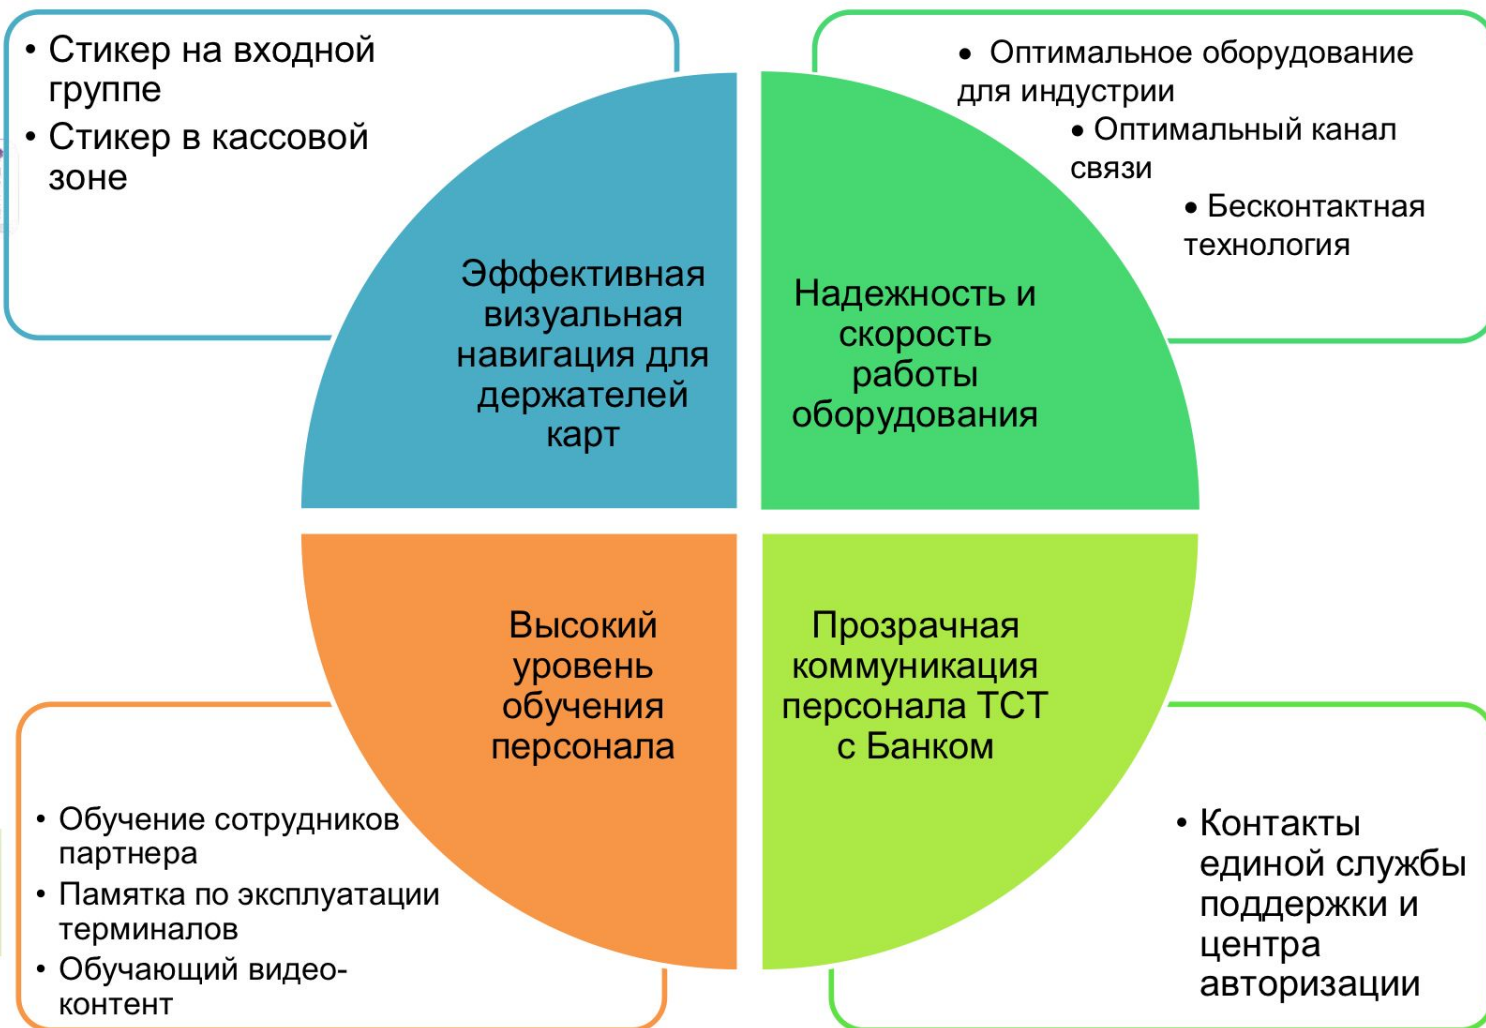 • Стикер на входной
группе
• Стикер в кассовой
зоне
• Оптимальное оборудование
для индустрии
• Оптимальный канал
связи
• Бесконтактная
технология
Эффективная
визуальная
навигация для
держателей
карт
Надежность и
скорость
работы
оборудования
Высокий
уровень
обучения
персонала
Прозрачная
коммуникация
персонала ТСТ
с Банком
• Обучение сотрудников
партнера
• Памятка по эксплуатации
терминалов
• Обучающий видео-
контент
• Контакты
единой службы
поддержки и
центра
авторизации